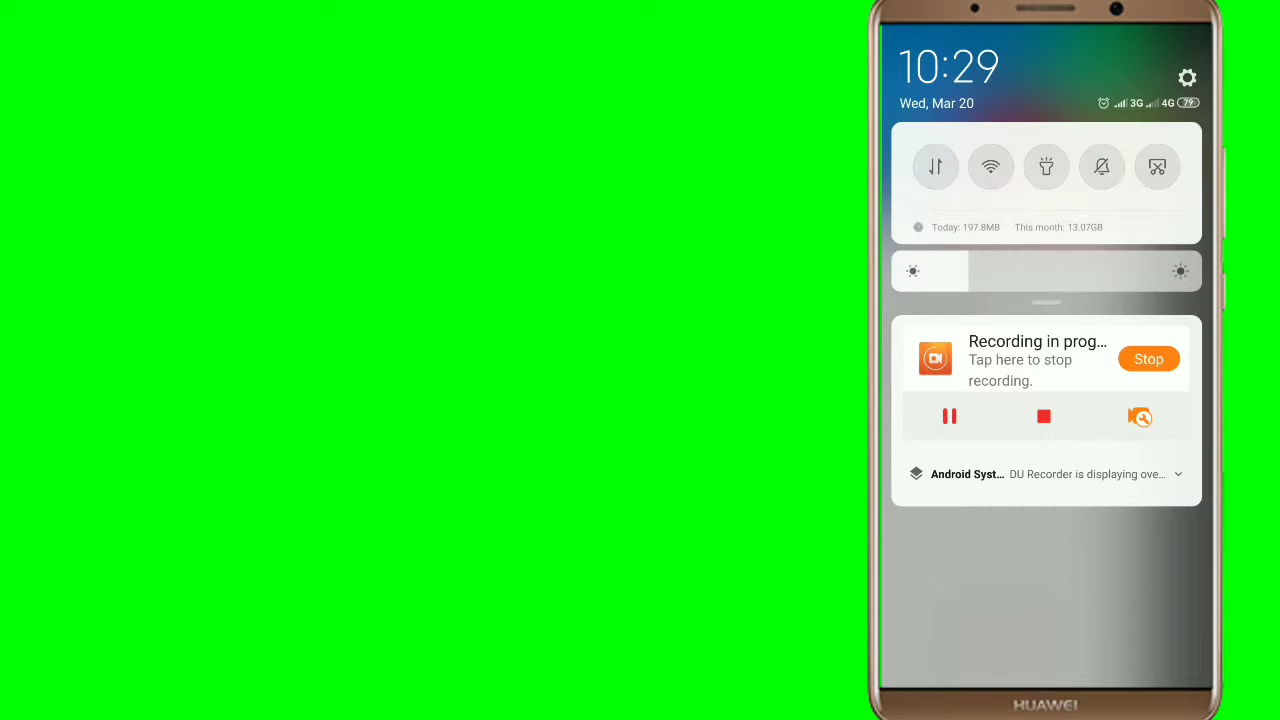 10:29
Wed, Mar 20
3G 4G 79
Today: 197.8MB This month: 13.07GB
Recording in prog...
Tap here to stop
recording.
Stop
Android Syst... DU Recorder is displaying ove...
HUAWEI